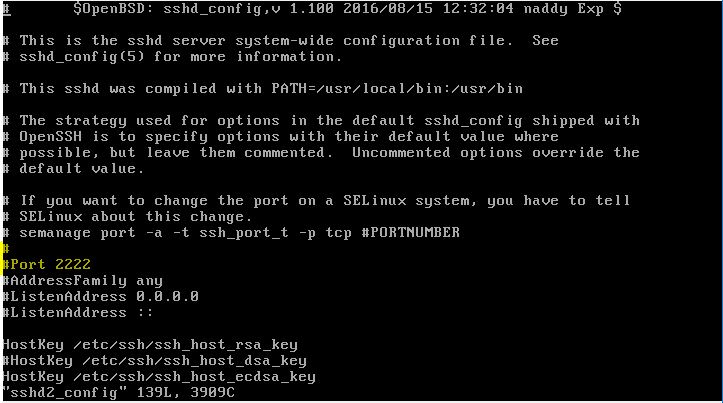 #       $OpenBSD: sshd_config,v 1.100 2016/08/15 12:32:04 naddy Exp $
# This is the sshd server system-wide configuration file.  See
# sshd_config(5) for more information.
# This sshd was compiled with PATH=/usr/local/bin:/usr/bin
# The strategy used for options in the default sshd_config shipped with
# OpenSSH is to specify options with their default value where
# possible, but leave them commented.  Uncommented options override the
# default value.
# If you want to change the port on a SELinux system, you have to tell
# SELinux about this change.
# semanage port -a -t ssh_port_t -p tcp #PORTNUMBER
#
#Port 2222
#AddressFamily any
#ListenAddress 0.0.0.0
#ListenAddress ::
HostKey /etc/ssh/ssh_host_rsa_key
#HostKey /etc/ssh/ssh_host_dsa_key
HostKey /etc/ssh/ssh_host_ecdsa_key
"sshd2_config" 139L, 3909C